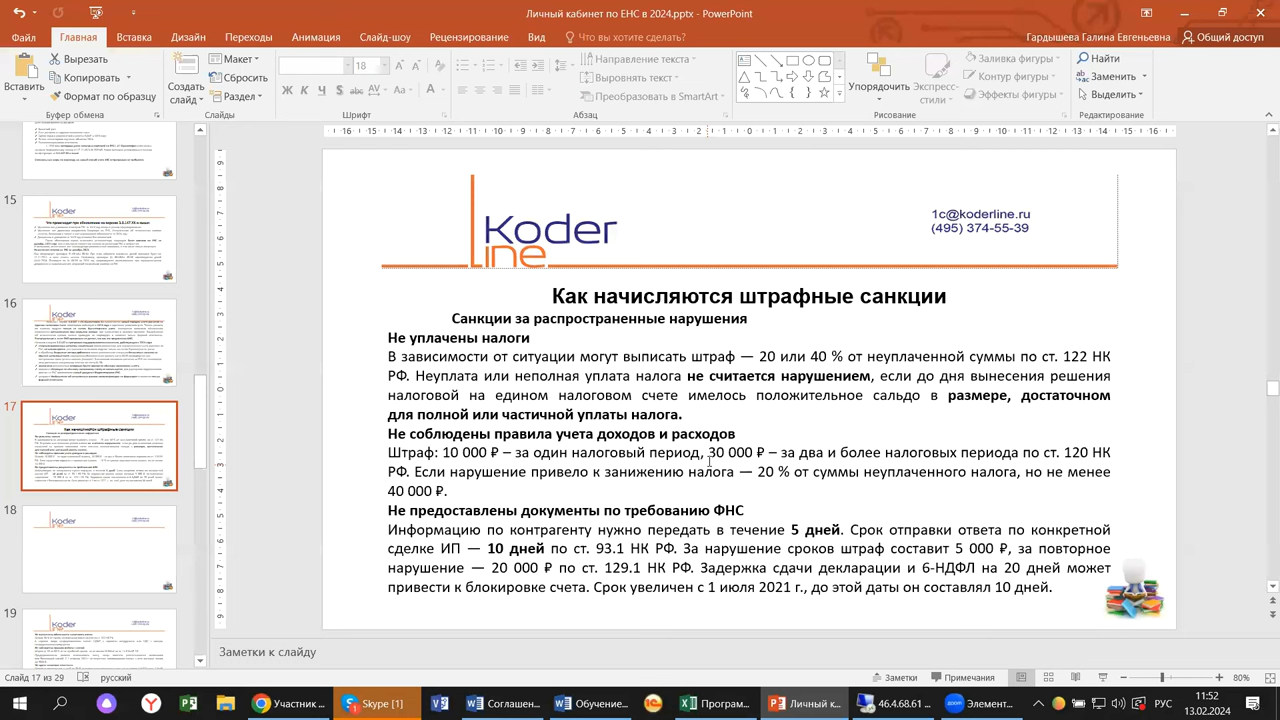 Личный кабинет по ЕНС в 2024.pptx - PowerPoint
Файл Главная Вставка Дизайн Переходы Анимация Слайд-шоу Рецензирование Вид Что вы хотите сделать? Гардышева Галина Евгеньевна Общий доступ
Вставить
Вырезать
Копировать
Формат по образцу
Буфер обмена
Создать слайд
Макет
Сбросить
Раздел
Слайды
18
Шрифт
Направление текста
Выровнять текст
Преобразовать в SmartArt
Абзац
Упорядочить
Экспресс-стили
Заливка фигуры
Контур фигуры
Эффекты фигуры
Рисование
Найти
Заменить
Выделить
Редактирование
15
16
17
18
19
Koder
line
1c@koderline.ru
(495) 374-55-39
Как начисляются штрафные санкции
Санкции за распространенные нарушения
Не уплачены налоги
В зависимости от ситуации могут выписать штраф — 20 или 40 % от неуплаченной суммы по ст. 122 НК
РФ. Неуплата или неполная уплата налога не считается нарушением, если до дня вынесения решения
налоговой на едином налоговом счете имелось положительное сальдо в размере, достаточном
для полной или частичной уплаты налога.
Не соблюдены правила учета доходов и расходов
Штраф: 10 000 ₽ – за один налоговый период, 30 000 ₽ – за два и более налоговых периода по ст. 120 НК
РФ. Если нарушение привело к занижению налога — 20 % от суммы неуплаченного налога, но не менее
40 000 ₽.
Не предоставлены документы по требованию ФНС
Информацию по контрагенту нужно передать в течение 5 дней. Срок отправки ответа по конкретной
сделке ИП — 10 дней по ст. 93.1 НК РФ. За нарушение сроков штраф составит 5 000 ₽, за повторное
нарушение — 20 000 ₽ по ст. 129.1 НК РФ. Задержка сдачи декларации и 6-НДФЛ на 20 дней может
привести к блокировке счета. Срок увеличен с 1 июля 2021 г., до этой даты он составлял 10 дней.
Заметки к слайду
Слайд 17 из 29 русский Заметки Примечания 80%
Участник ... Skype [1] Соглашен... Обучение... Програм... Личный к... 46.4.68.61 ... Элемент... РУС
11:52
13.02.2024